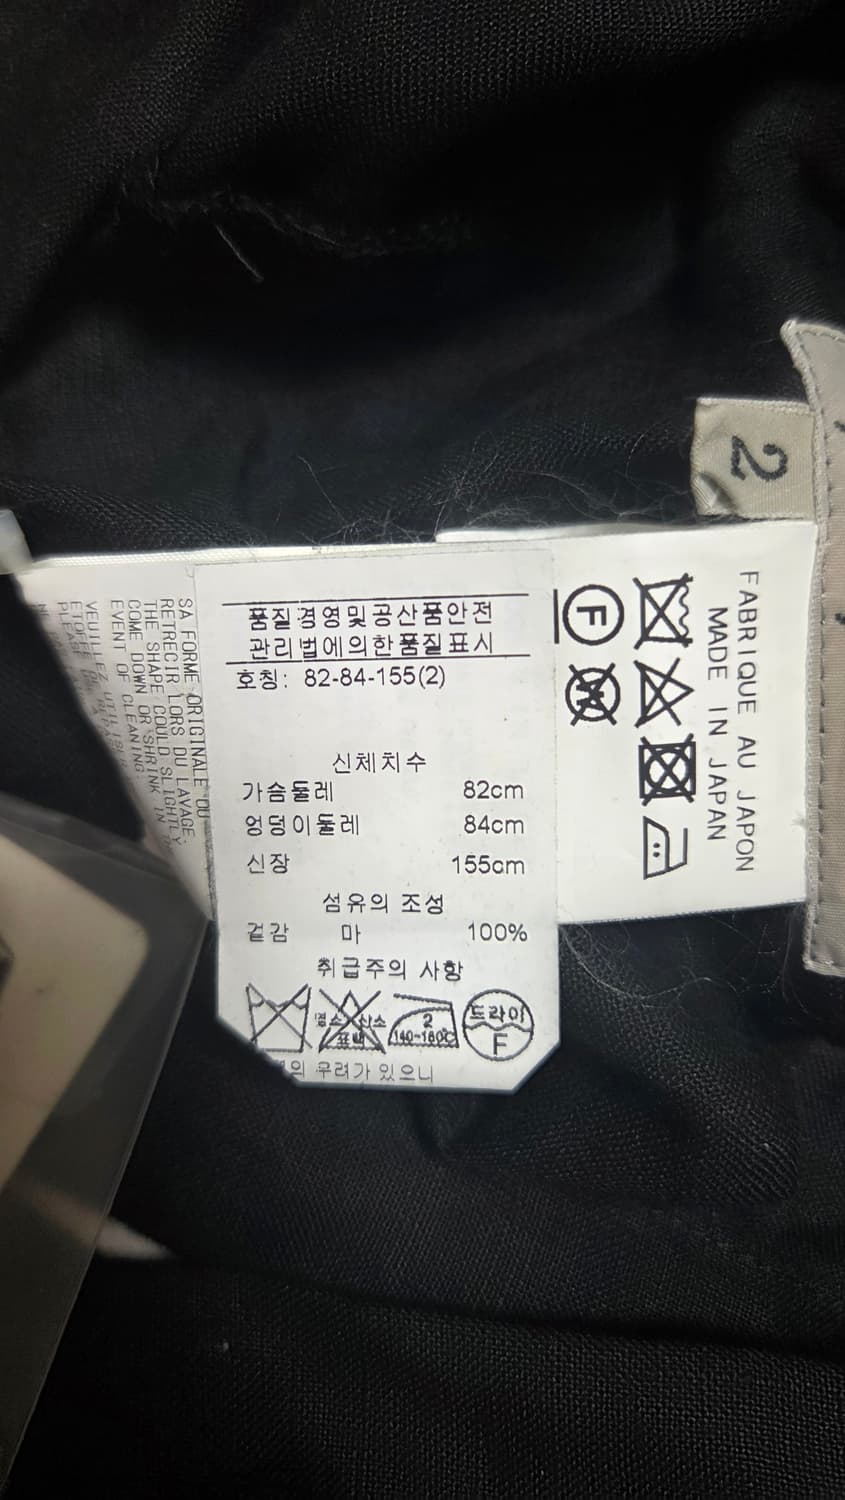 품질경영및공산품안전
관리법에의한품질표시
호칭: 82-84-155(2)
신체치수
가슴둘레 82cm
엉덩이둘레 84cm
신장 155cm
섬유의 조성
겉감 마 100%
취급주의 사항
염소 산소
표백
2
140~160℃
드라이
F
의 우려가 있으니
2
FABRIQUE AU JAPON
MADE IN JAPAN
F
W
SA FORME ORIGINALE OU
RETRECIR LORS DU LAVAGE.
THE SHAPE COULD SLIGHTLY
COME DOWN OR SHRINK IN
EVENT OF CLEANING
VEUILLEZ